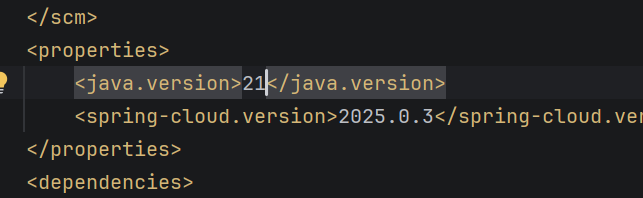 </scm>
<properties>
<java.version>21</java.version>
<spring-cloud.version>2025.0.3</spring-cloud.ver
</properties>
<dependencies>